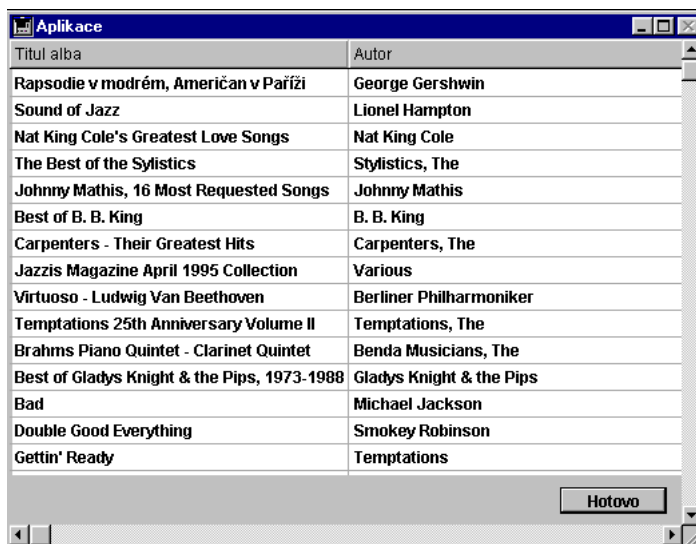 Aplikace
Titul alba Autor
Rapsodie v modrém, Američan v Paříži George Gershwin
Sound of Jazz Lionel Hampton
Nat King Cole's Greatest Love Songs Nat King Cole
The Best of the Sylistics Stylistics, The
Johnny Mathis, 16 Most Requested Songs Johnny Mathis
Best of B. B. King B. B. King
Carpenters - Their Greatest Hits Carpenters, The
Jazzis Magazine April 1995 Collection Various
Virtuoso - Ludwig Van Beethoven Berliner Philharmoniker
Temptations 25th Anniversary Volume II Temptations, The
Brahms Piano Quintet - Clarinet Quintet Benda Musicians, The
Best of Gladys Knight & the Pips, 1973-1988 Gladys Knight & the Pips
Bad Michael Jackson
Double Good Everything Smokey Robinson
Gettin' Ready Temptations
Hotovo